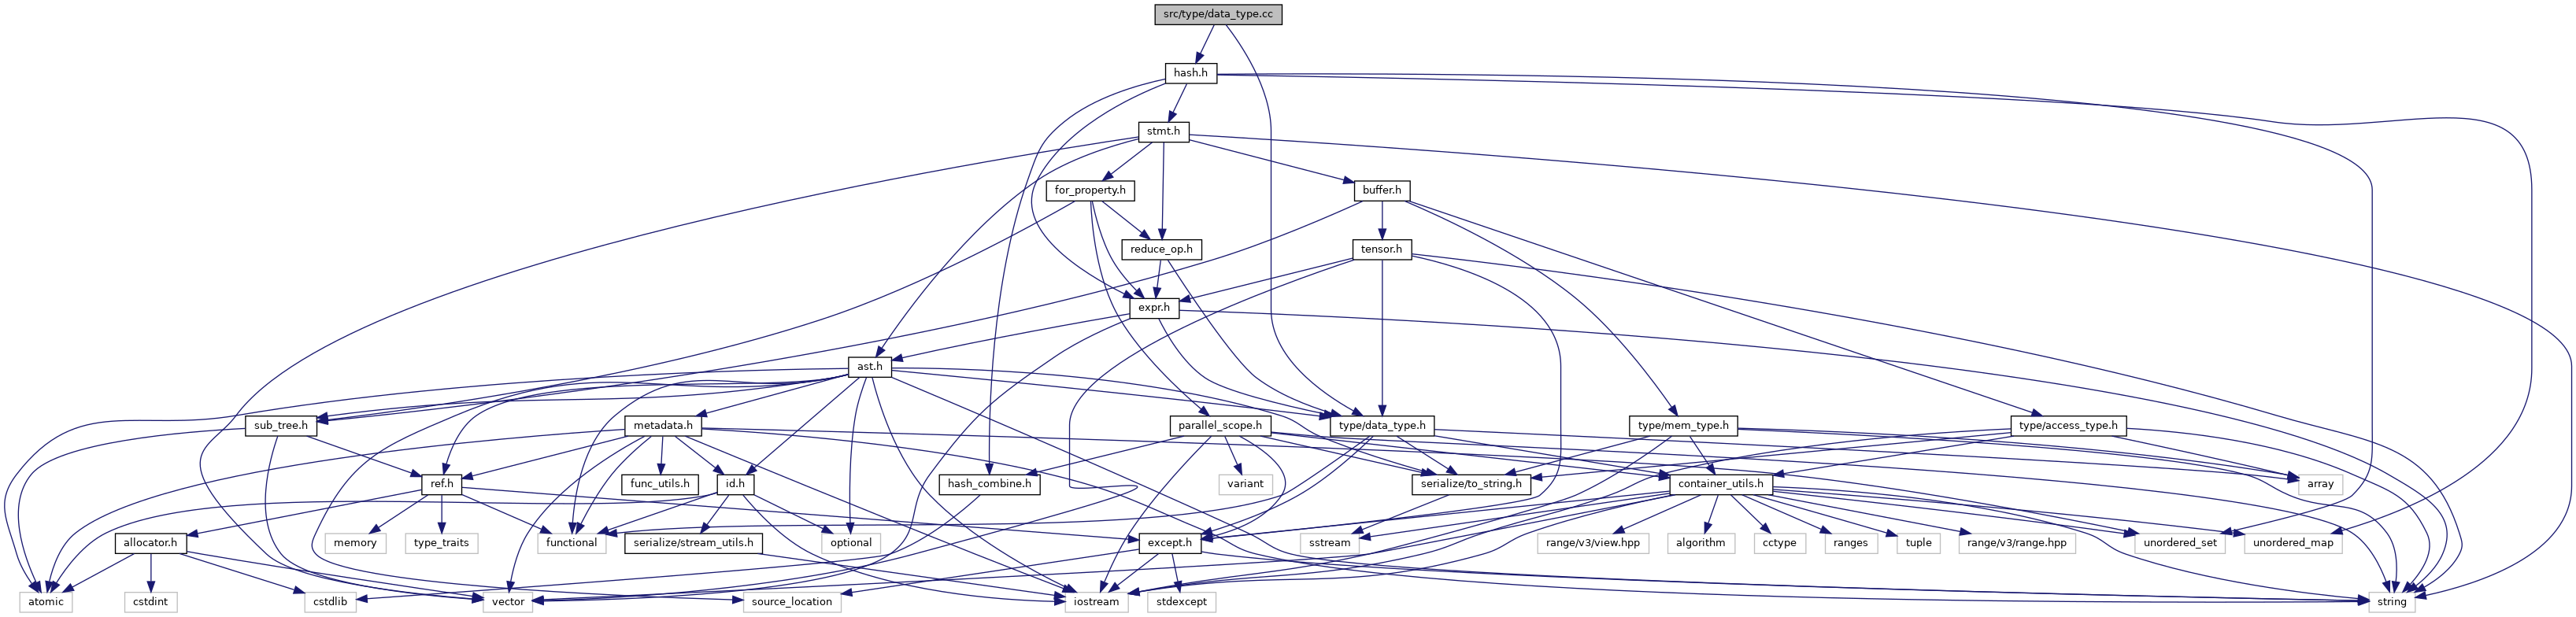 src/type/data_type.cc
hash.h
stmt.h
for_property.h
buffer.h
reduce_op.h
tensor.h
expr.h
ast.h
sub_tree.h
metadata.h
parallel_scope.h
type/data_type.h
type/mem_type.h
type/access_type.h
ref.h
func_utils.h
id.h
hash_combine.h
variant
serialize/to_string.h
container_utils.h
array
allocator.h
memory
type_traits
functional
serialize/stream_utils.h
optional
except.h
sstream
range/v3/view.hpp
algorithm
cctype
ranges
tuple
range/v3/range.hpp
unordered_set
unordered_map
atomic
cstdint
cstdlib
vector
source_location
iostream
stdexcept
string